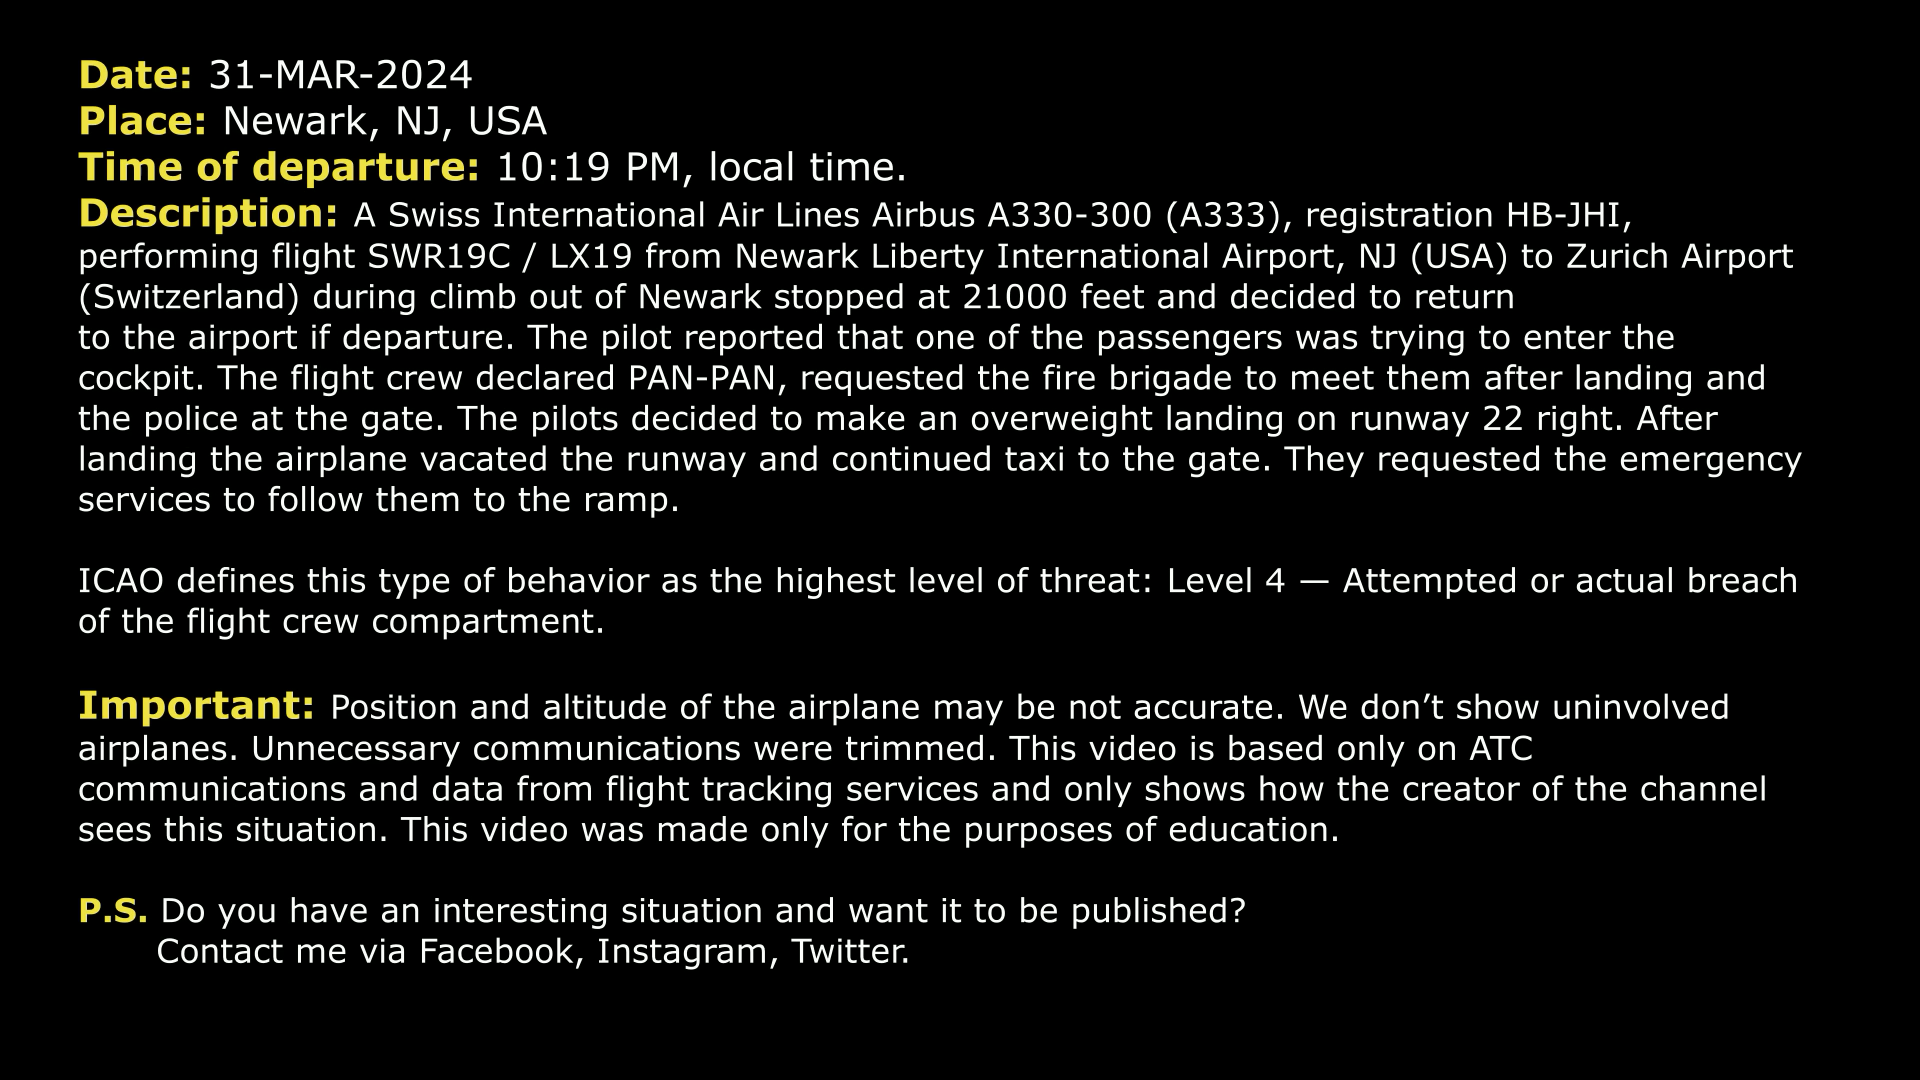 Date: 31-MAR-2024
Place: Newark, NJ, USA
Time of departure: 10:19 PM, local time.
Description: A Swiss International Air Lines Airbus A330-300 (A333), registration HB-JHI,
performing flight SWR19C / LX19 from Newark Liberty International Airport, NJ (USA) to Zurich Airport
(Switzerland) during climb out of Newark stopped at 21000 feet and decided to return
to the airport if departure. The pilot reported that one of the passengers was trying to enter the
cockpit. The flight crew declared PAN-PAN, requested the fire brigade to meet them after landing and
the police at the gate. The pilots decided to make an overweight landing on runway 22 right. After
landing the airplane vacated the runway and continued taxi to the gate. They requested the emergency
services to follow them to the ramp.
ICAO defines this type of behavior as the highest level of threat: Level 4 — Attempted or actual breach
of the flight crew compartment.
Important: Position and altitude of the airplane may be not accurate. We don’t show uninvolved
airplanes. Unnecessary communications were trimmed. This video is based only on ATC
communications and data from flight tracking services and only shows how the creator of the channel
sees this situation. This video was made only for the purposes of education.
P.S. Do you have an interesting situation and want it to be published?
Contact me via Facebook, Instagram, Twitter.